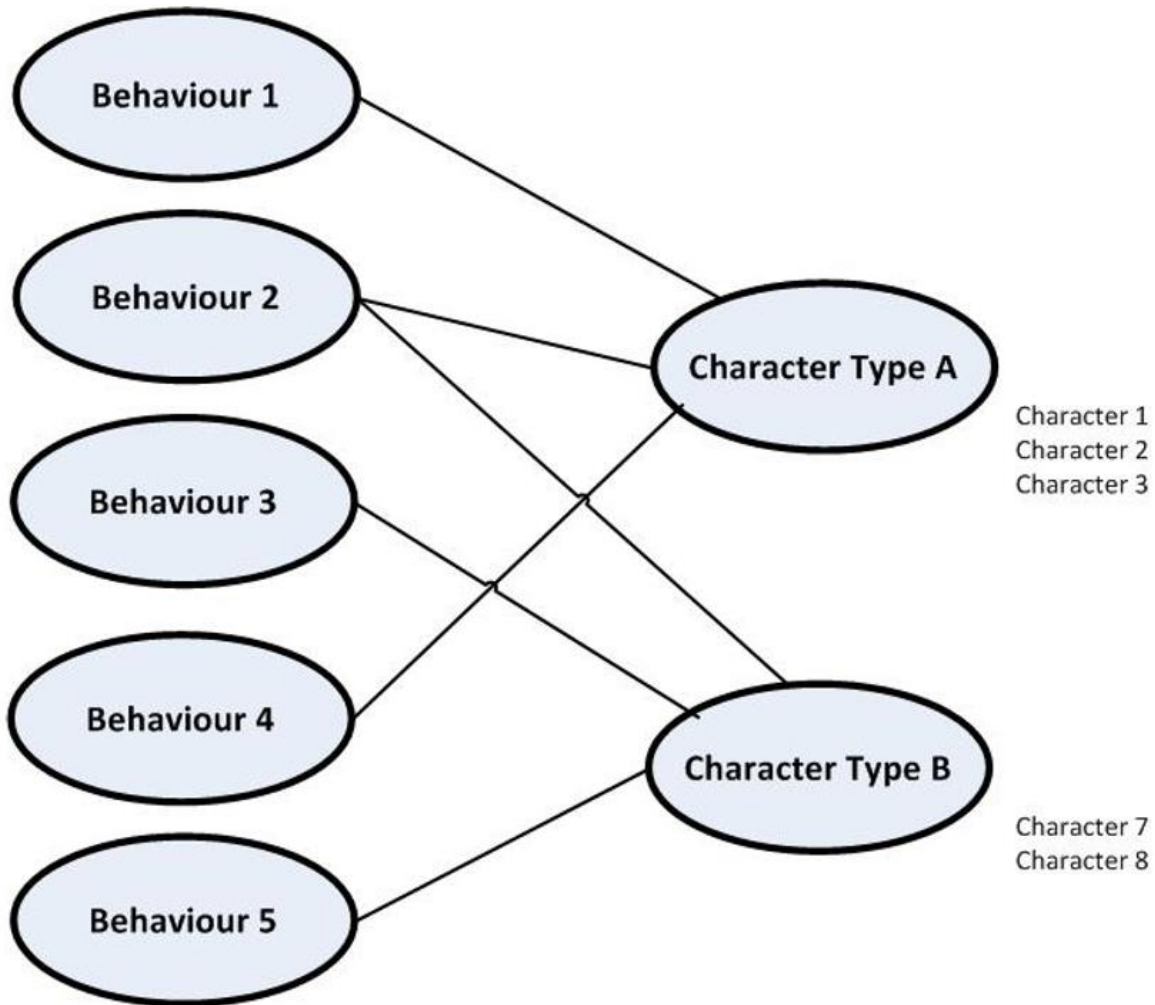 Behaviour 1
Behaviour 2
Character Type A
Character 1
Character 2
Character 3
Behaviour 3
Behaviour 4
Character Type B
Character 7
Character 8
Behaviour 5